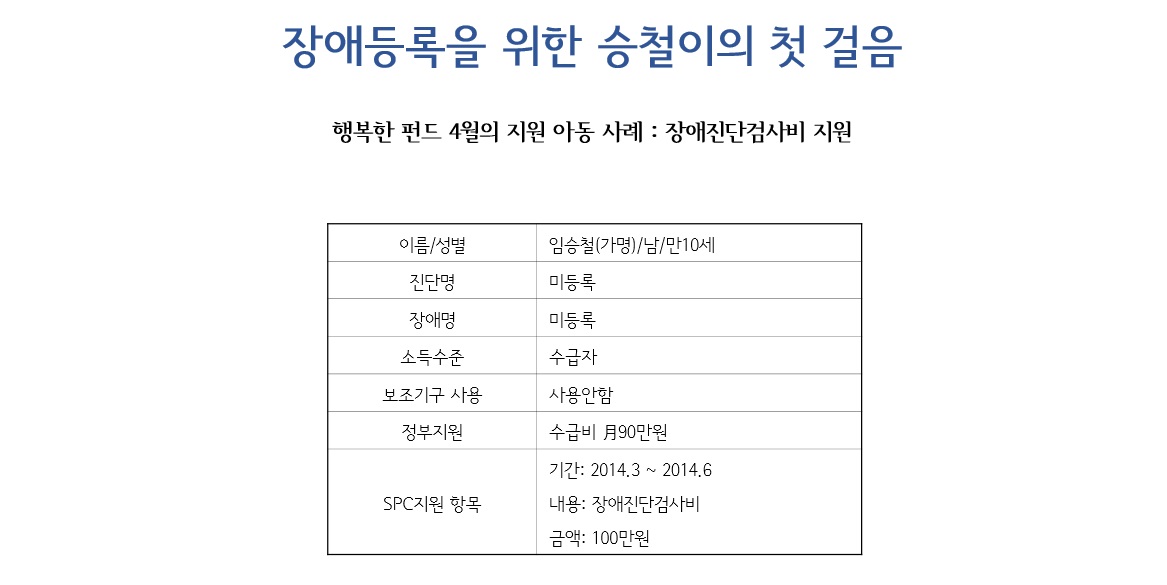 장애등록을 위한 승철이의 첫 걸음
행복한 펀드 4월의 지원 아동 사례 : 장애진단검사비 지원
이름/성별 임승철(가명)/남/만10세
진단명 미등록
장애명 미등록
소득수준 수급자
보조기구 사용 사용안함
정부지원 수급비 月90만원
SPC지원 항목
기간: 2014.3 ~ 2014.6
내용: 장애진단검사비
금액: 100만원